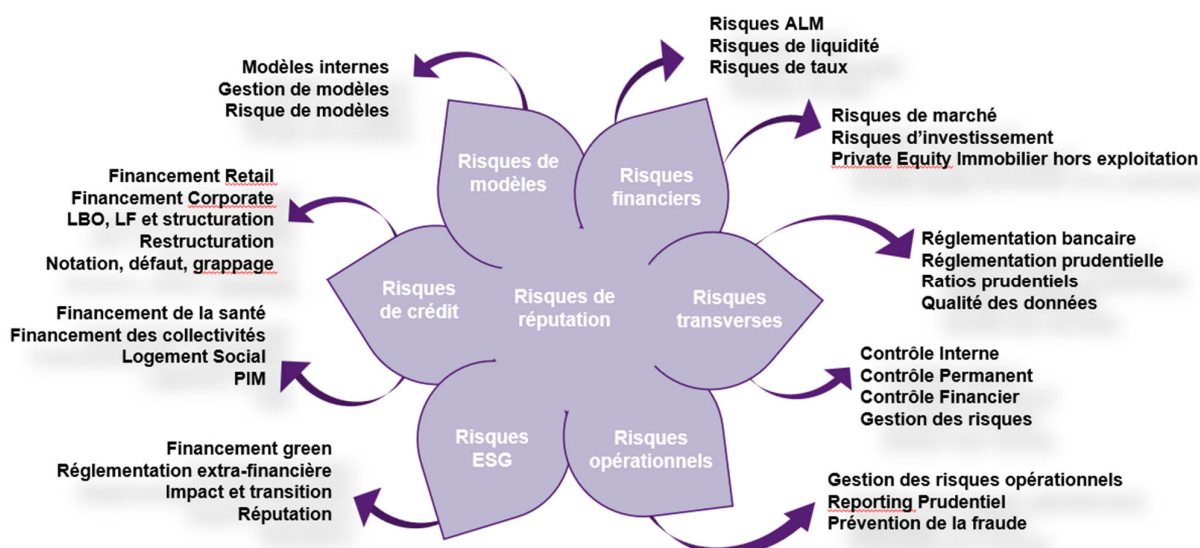 Modèles internes
Gestion de modèles
Risque de modèles
Risques ALM
Risques de liquidité
Risques de taux
Risques de marché
Risques d'investissement
Private Equity Immobilier hors exploitation
Financement Retail
Financement Corporate
LBO, LF et structuration
Restructuration
Notation, défaut, grappage
Risques de
modèles
Risques
financiers
Réglementation bancaire
Réglementation prudentielle
Ratios prudentiels
Qualité des données
Risques
de crédit
Risques de
réputation
Risques
transverses
Financement de la santé
Financement des collectivités
Logement Social
PIM
Contrôle Interne
Contrôle Permanent
Contrôle Financier
Gestion des risques
Risques
ESG
Risques
opérationnels
Financement green
Réglementation extra-financière
Impact et transition
Réputation
Gestion des risques opérationnels
Reporting Prudentiel
Prévention de la fraude